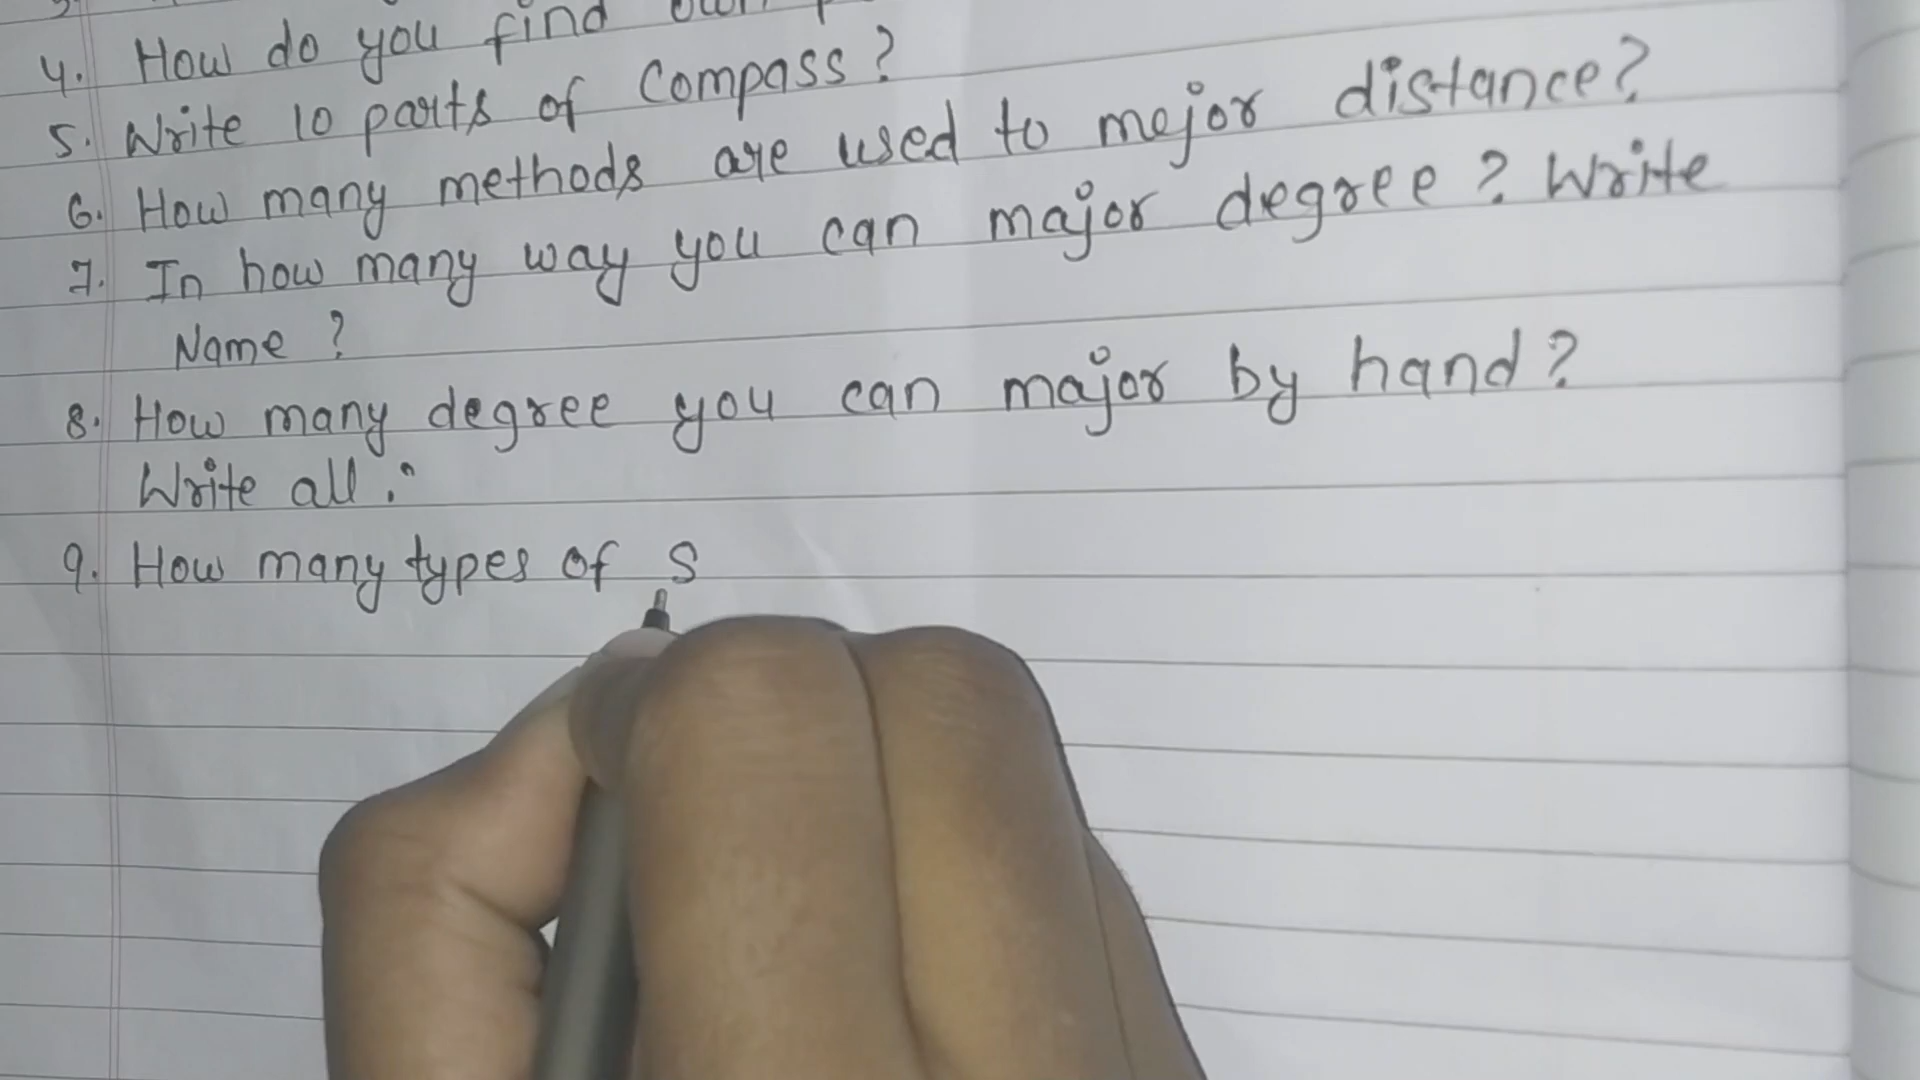 4. How do you find own
5. Write 10 parts of Compass?
6. How many methods are used to mejor distance?
7. In how many way you can major degree? Write
Name?
8. How many degree you can major by hand?
Write all :
9. How many types of s